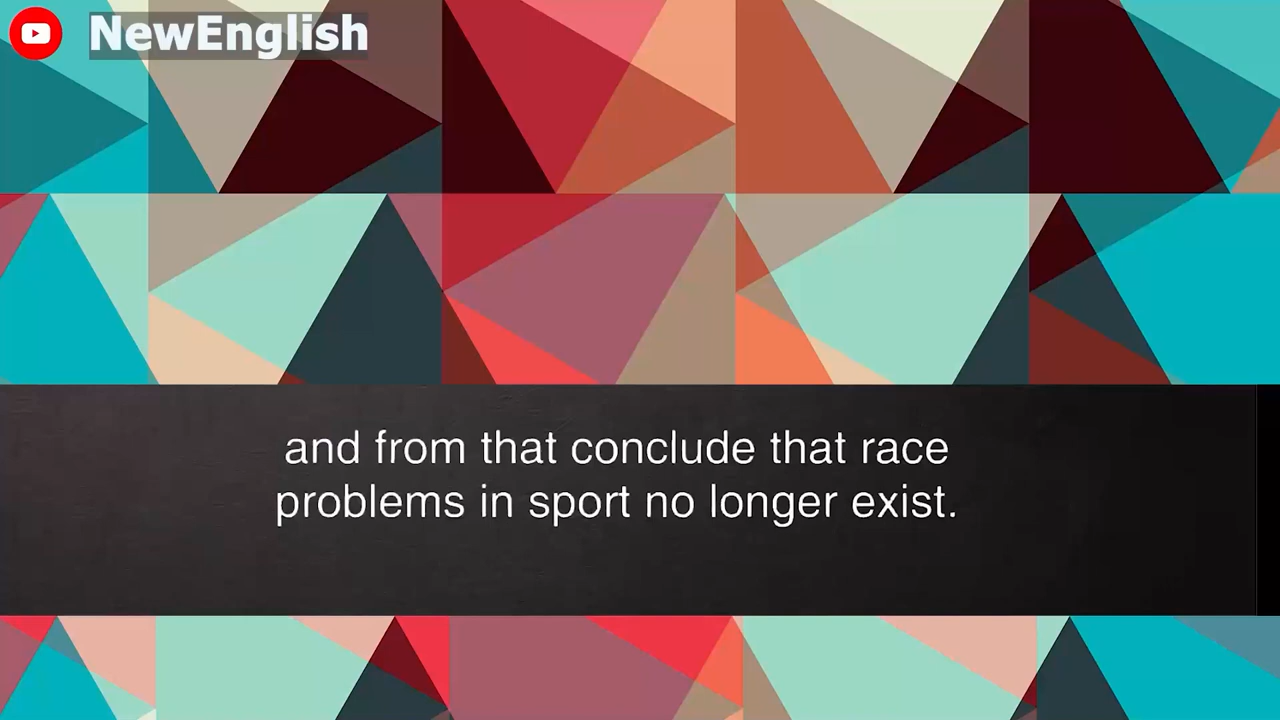 NewEnglish
and from that conclude that race
problems in sport no longer exist.